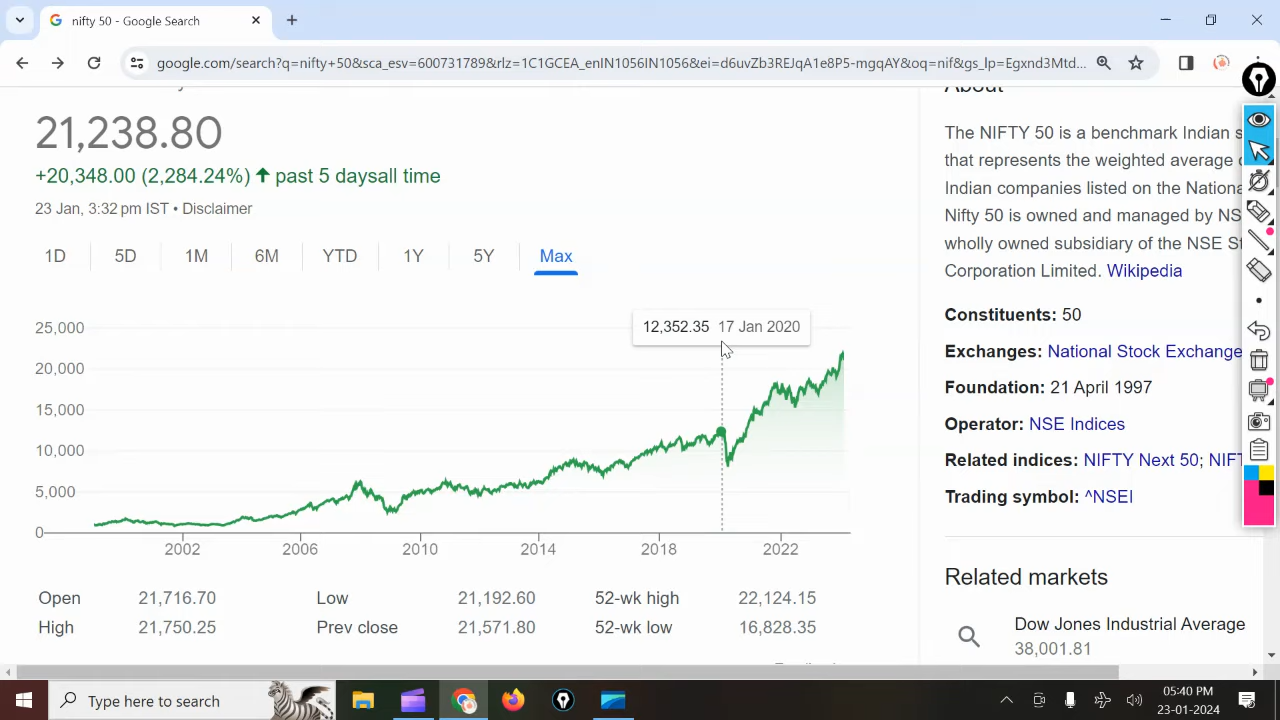 nifty 50 - Google Search
google.com/search?q=nifty+50&sca_esv=600731789&rlz=1C1GCEA_enIN1056IN1056&ei=d6uvZb3REJqA1e8P5-mgqAY&oq=nif&gs_lp=Egxnd3Mtd...
About
21,238.80
+20,348.00 (2,284.24%) past 5 daysall time
23 Jan, 3:32 pm IST • Disclaimer
1D 5D 1M 6M YTD 1Y 5Y Max
12,352.35 17 Jan 2020
25,000
20,000
15,000
10,000
5,000
0
2002 2006 2010 2014 2018 2022
Open 21,716.70 Low 21,192.60 52-wk high 22,124.15
High 21,750.25 Prev close 21,571.80 52-wk low 16,828.35
The NIFTY 50 is a benchmark Indian s
that represents the weighted average o
Indian companies listed on the Nationa
Nifty 50 is owned and managed by NS
wholly owned subsidiary of the NSE St
Corporation Limited. Wikipedia
Constituents: 50
Exchanges: National Stock Exchange
Foundation: 21 April 1997
Operator: NSE Indices
Related indices: NIFTY Next 50; NIFT
Trading symbol: ^NSEI
Related markets
Dow Jones Industrial Average
38,001.81
Type here to search
05:40 PM
23-01-2024